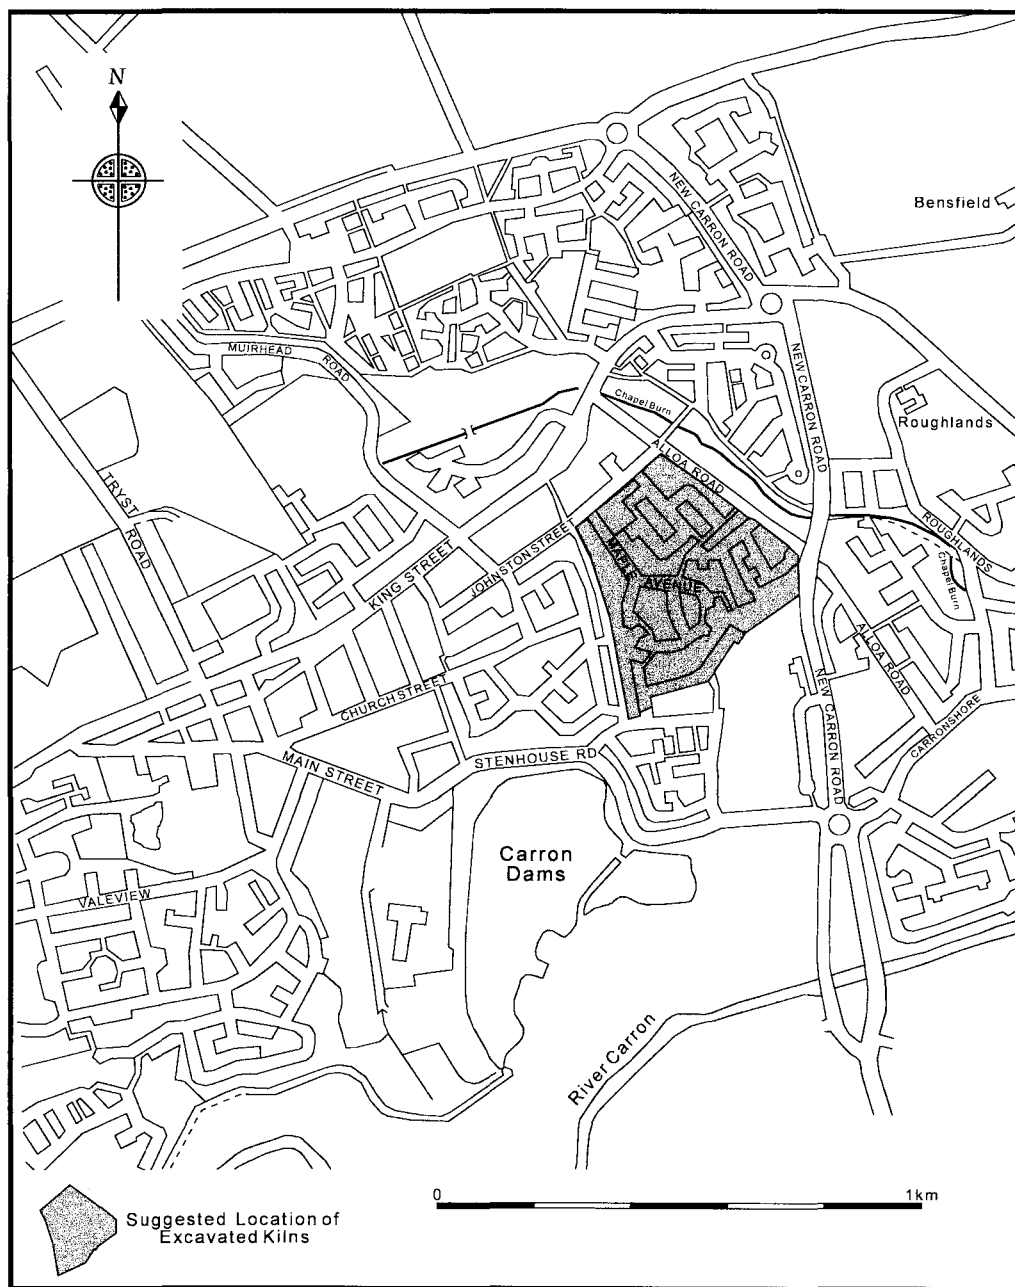 N
Bensfield
NEW CARRON ROAD
MUIRHEAD
ROAD
NEW CARRON ROAD
Chapel Burn
Roughlands
ALLOA ROAD
TRYST
ROAD
ROUGHLANDS
Chapel Burn
KING STREET
JOHNSTON STREET
MAPLE
AVENUE
ALLOA ROAD
CHURCH STREET
NEW CARRON ROAD
CARRONSHORE
MAIN STREET
STENHOUSE RD
Carron
Dams
VALEVIEW
River Carron
0
1km
Suggested Location of
Excavated Kilns